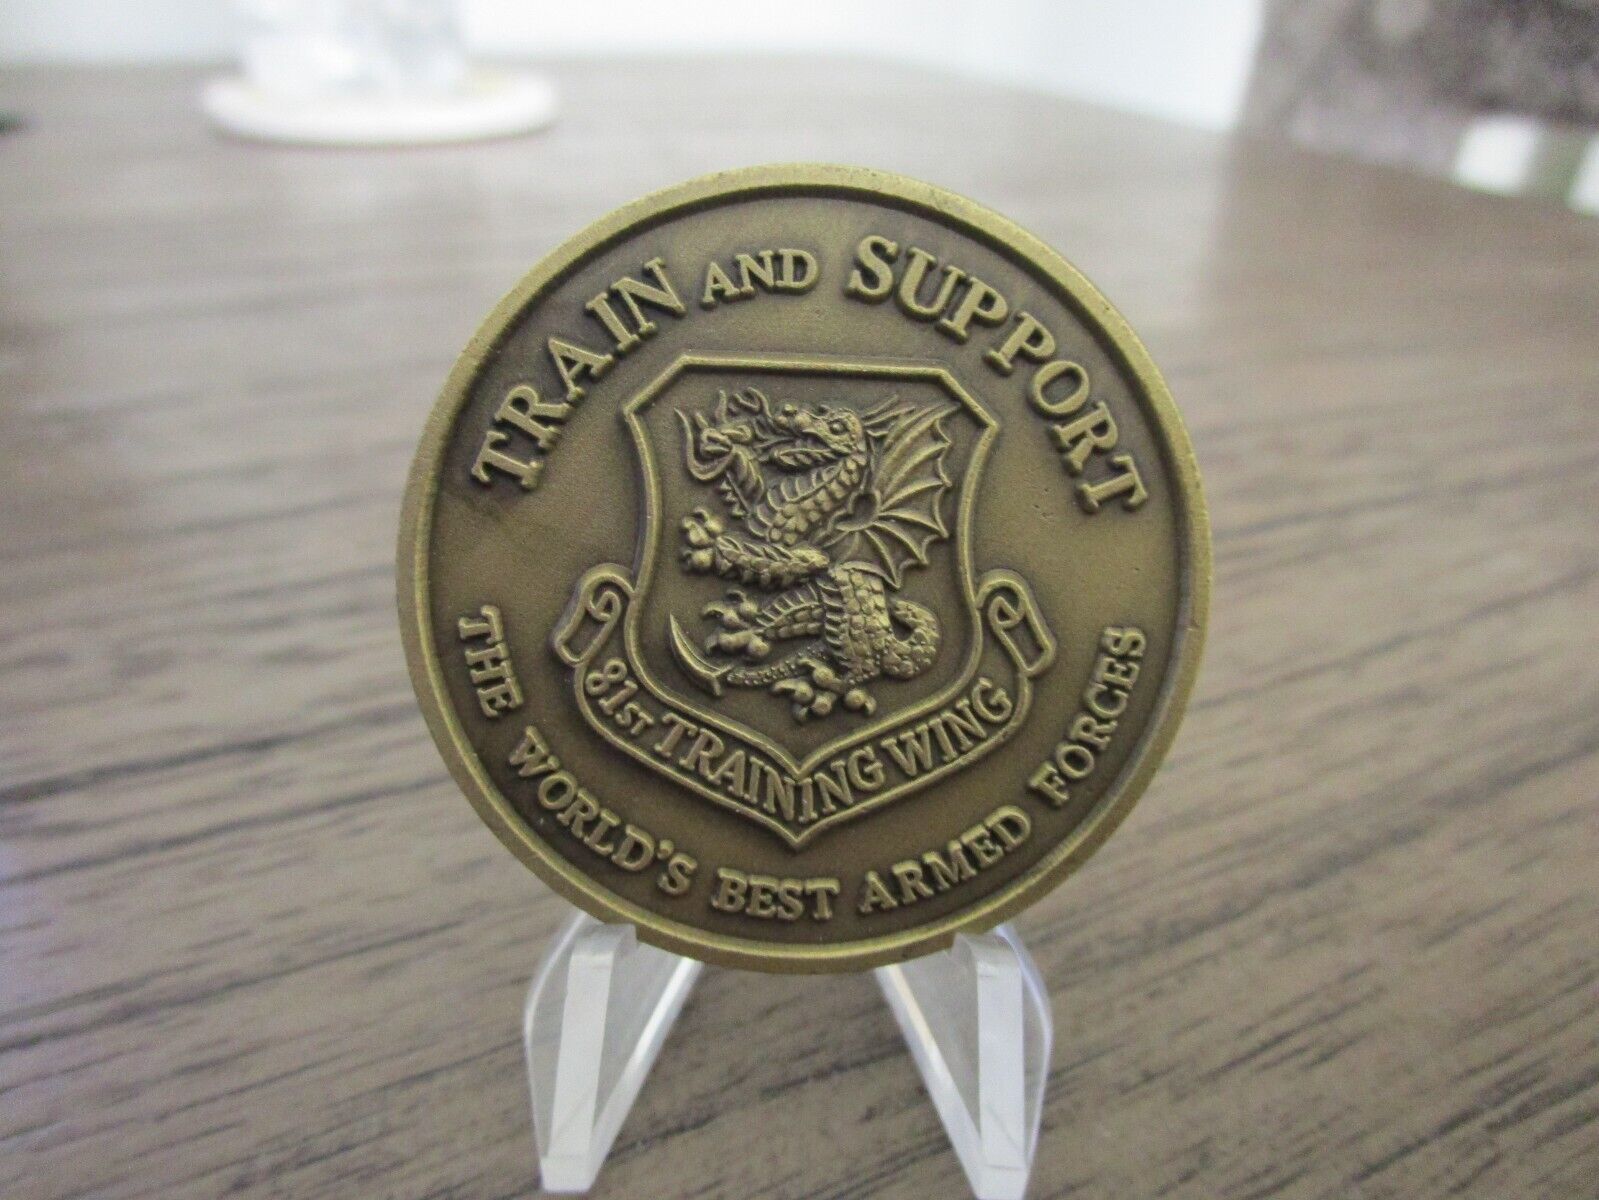 TRAIN AND SUPPORT
81ST TRAINING WING
THE WORLD'S BEST ARMED FORCES